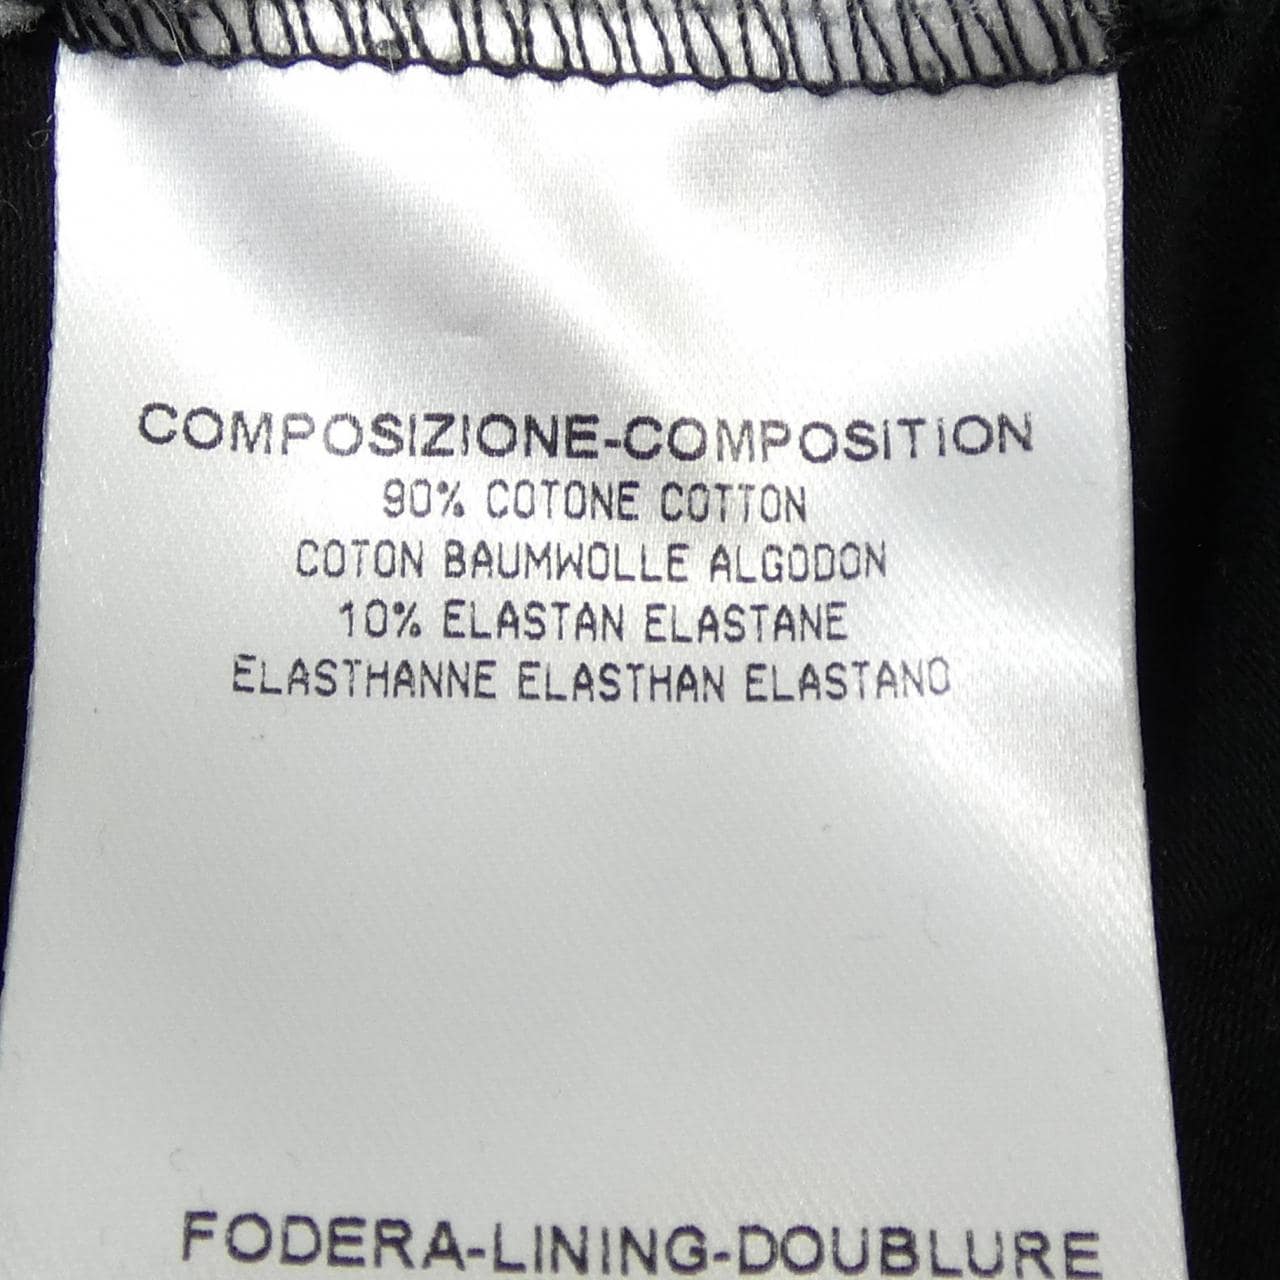 COMPOSIZIONE-COMPOSITION
90% COTONE COTTON
COTON BAUMWOLLE ALGODON
10% ELASTAN ELASTANE
ELASTHANNE ELASTHAN ELASTANO
FODERA-LINING-DOUBLURE